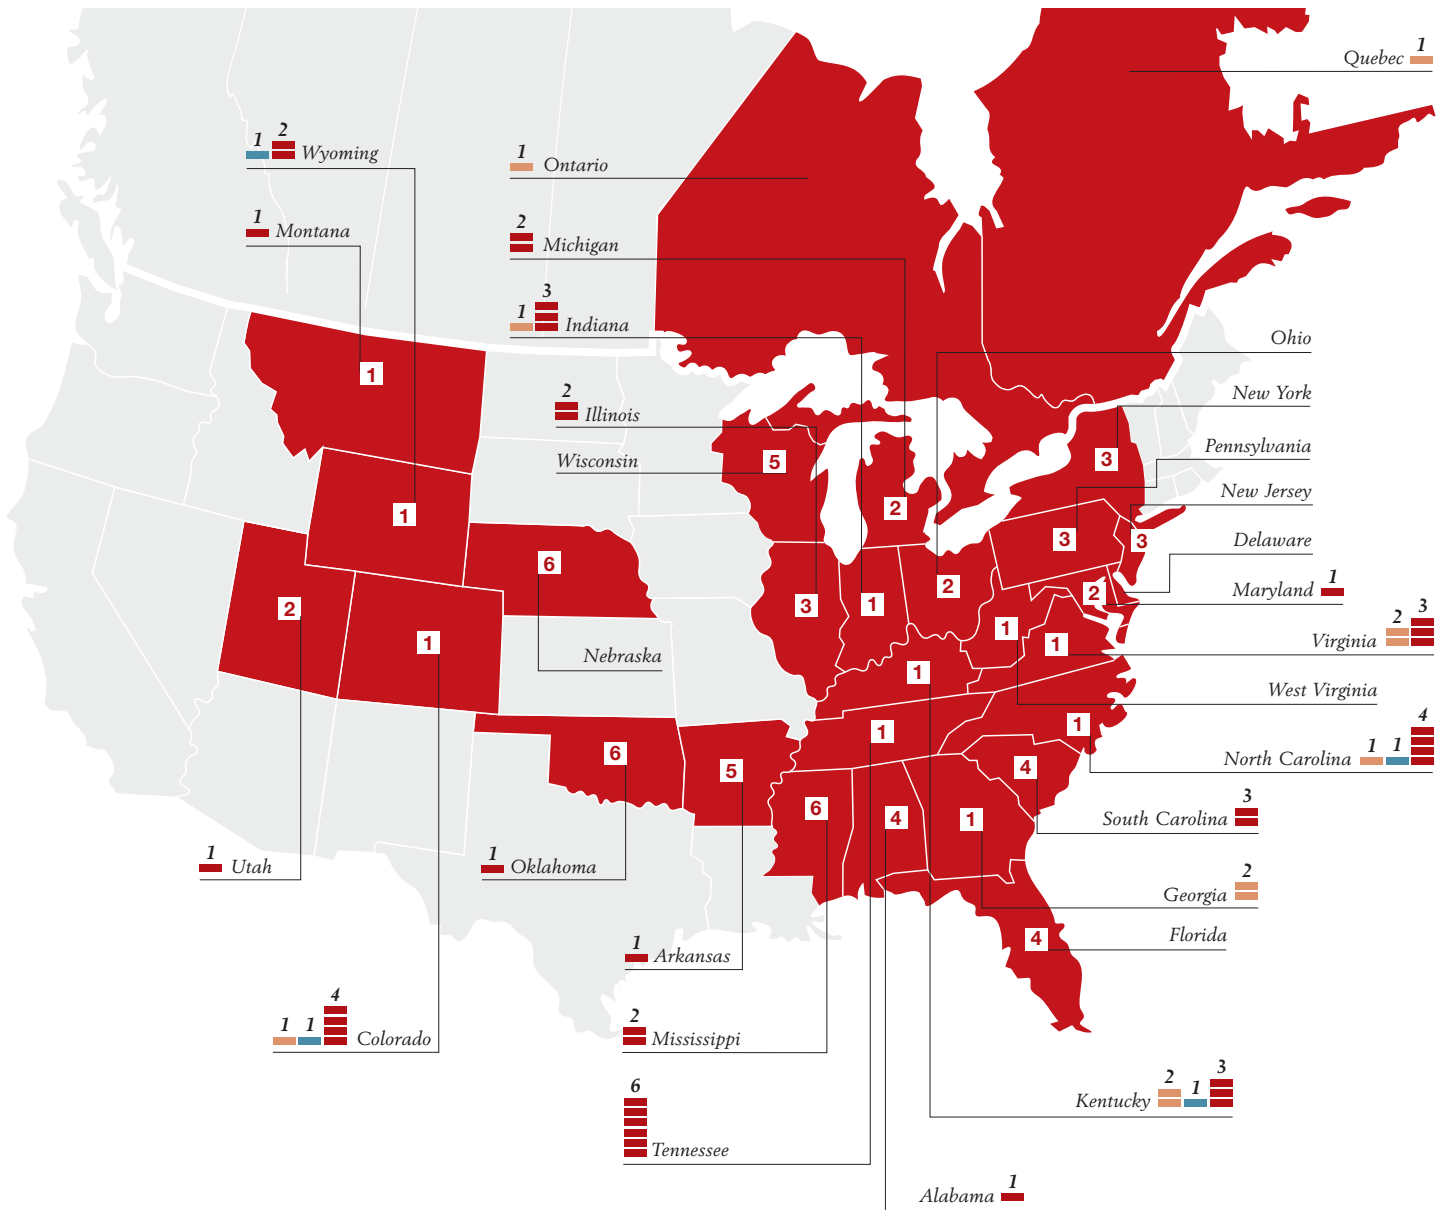 Quebec 1
1 2 Wyoming
1 Ontario
1 Montana
2 Michigan
1 3 Indiana
Ohio
1
New York
2 Illinois
Pennsylvania
Wisconsin 5
3
New Jersey
1
2
3
3
Delaware
6
2
Maryland 1
2
2
3
1
Virginia 2 3
1
1
1
Nebraska
1
West Virginia
1
1
North Carolina 1 1 4
6
5
4
6
4
1
South Carolina 3
1 Utah
1 Oklahoma
Georgia 2
4
Florida
1 Arkansas
1 1 4 Colorado
2 Mississippi
Kentucky 2 1 3
6 Tennessee
Alabama 1